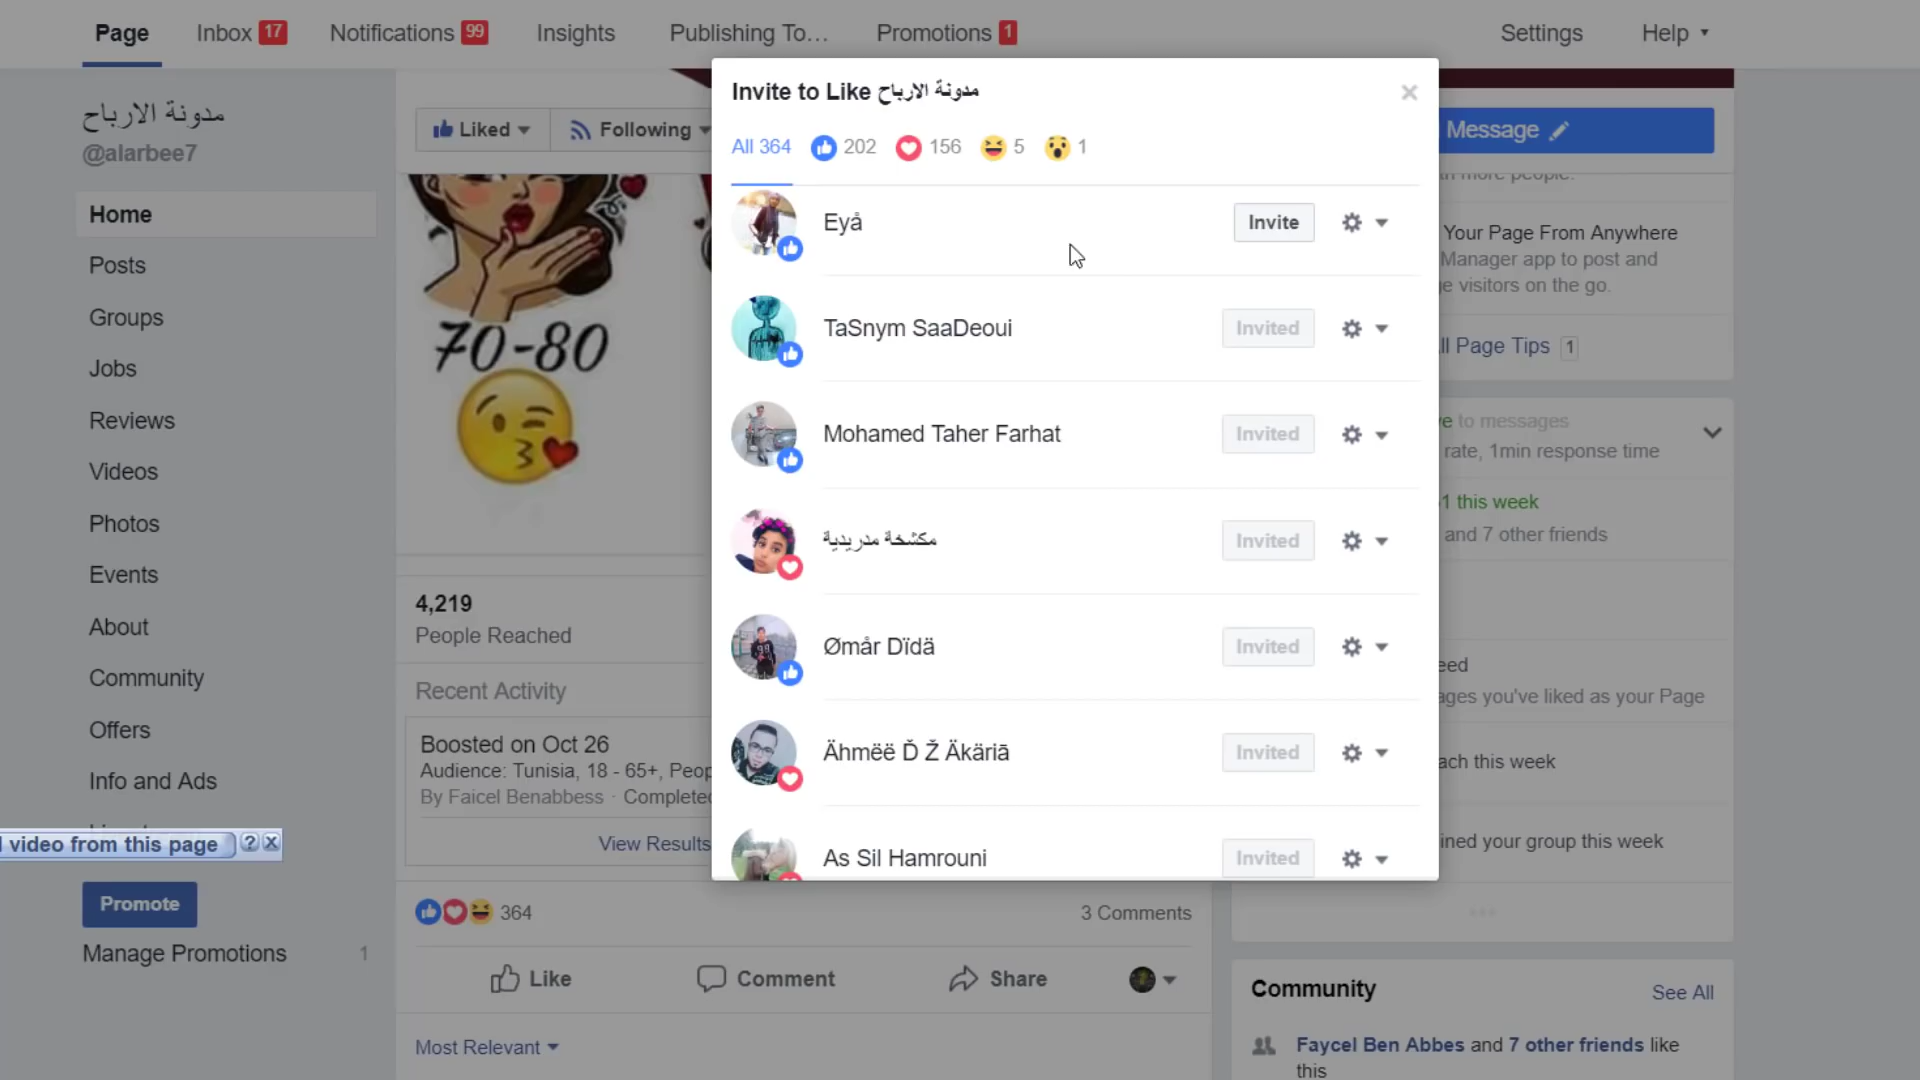 Page
Inbox 17
Notifications 99
Insights
Publishing To...
Promotions 1
Settings
Help
مدونة الارباح
@alarbee7
Home
Posts
Groups
Jobs
Reviews
Videos
Photos
Events
About
Community
Offers
Info and Ads
video from this page
?
Promote
Manage Promotions 1
Liked
Following
Message
70-80
4,219
People Reached
Recent Activity
Boosted on Oct 26
Audience: Tunisia, 18 - 65+, Peop
By Faicel Benabbess · Completed
View Results
364
3 Comments
Like
Comment
Share
Most Relevant
Invite to Like مدونة الارباح
All 364
202
156
5
1
Eyå
Invite
TaSnym SaaDeoui
Invited
Mohamed Taher Farhat
Invited
مكشخة مدريدية
Invited
Ømår Dïdä
Invited
Ähmëë Ď Ž Äkäriā
Invited
As Sil Hamrouni
Invited
more people.
Your Page From Anywhere
Manager app to post and
visitors on the go.
Page Tips 1
to messages
rate, 1min response time
1 this week
and 7 other friends
eed
ages you've liked as your Page
ach this week
ined your group this week
Community
See All
Faycel Ben Abbes and 7 other friends like
this